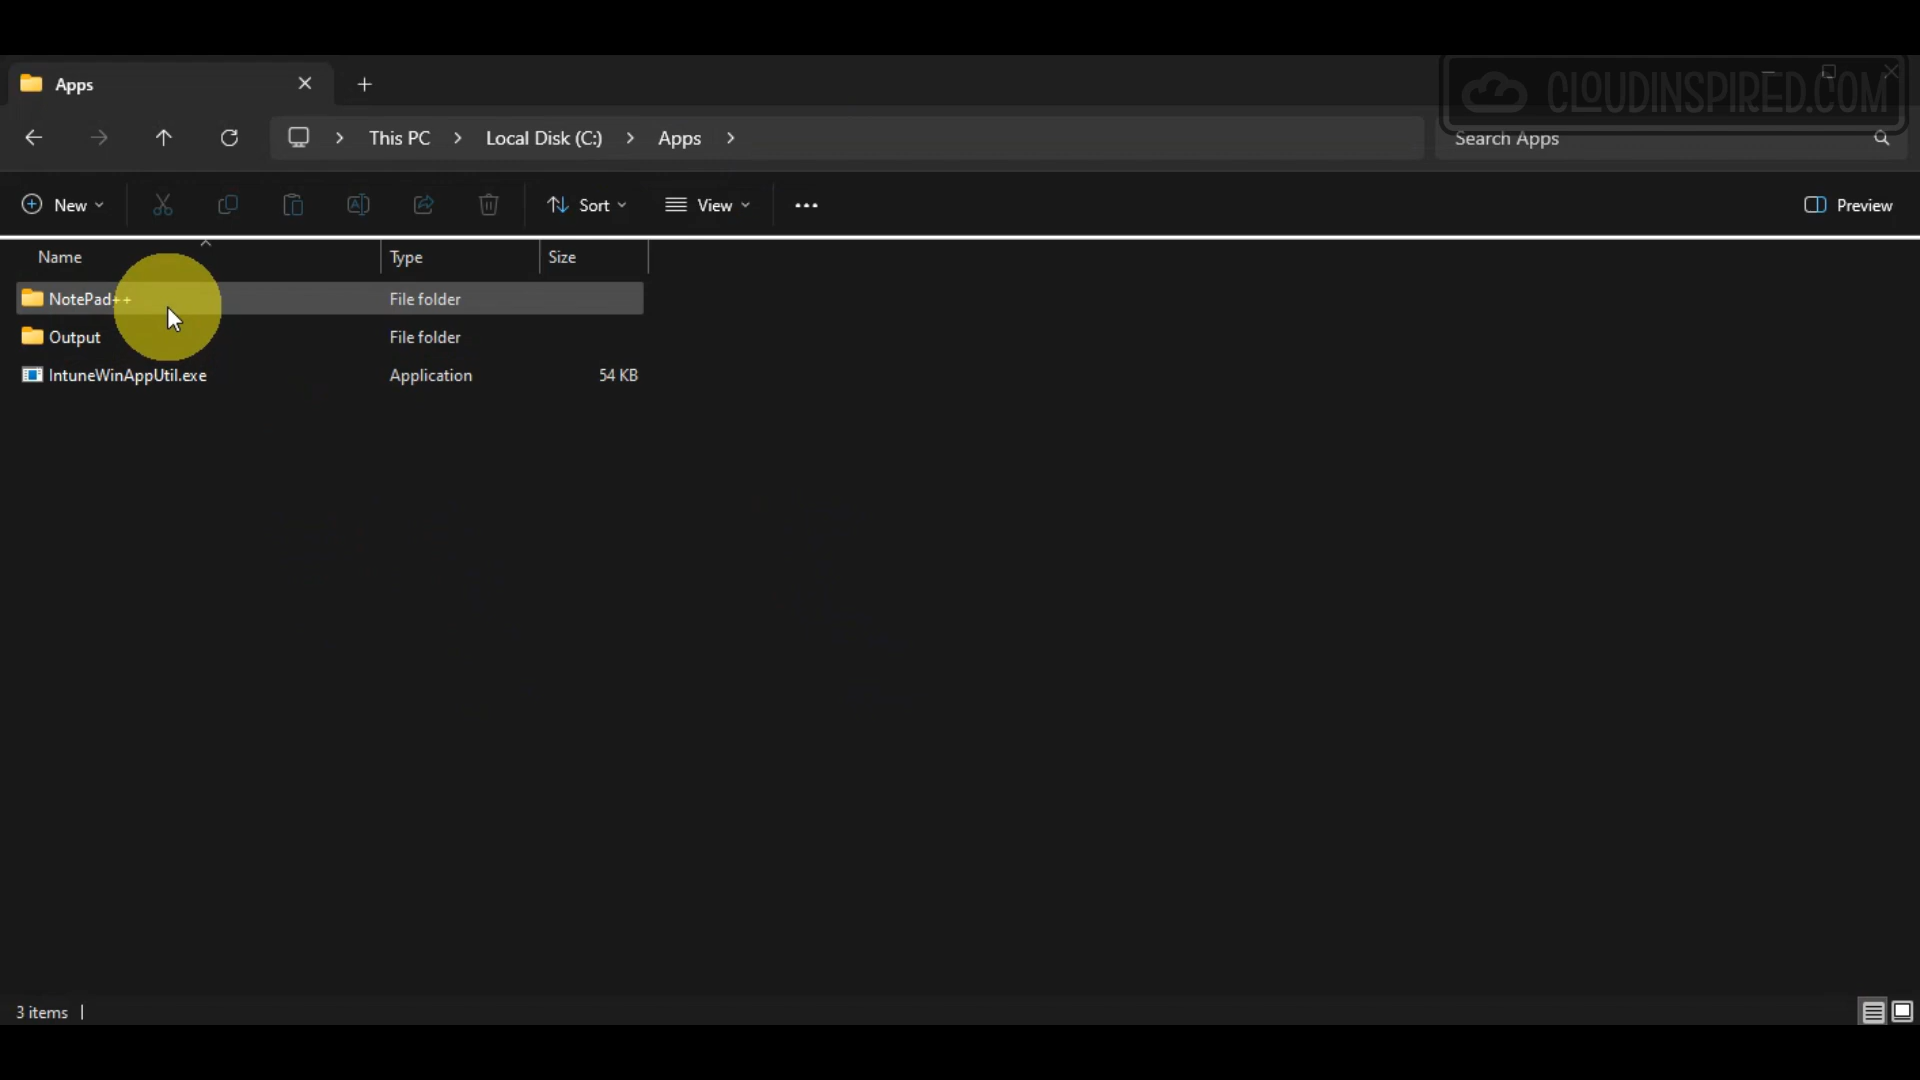 Apps
CLOUDINSPIRED.COM
This PC
Local Disk (C:)
Apps
Search Apps
New
Sort
View
Preview
Name Type Size
NotePad++ File folder
Output File folder
IntuneWinAppUtil.exe Application 54 KB
3 items